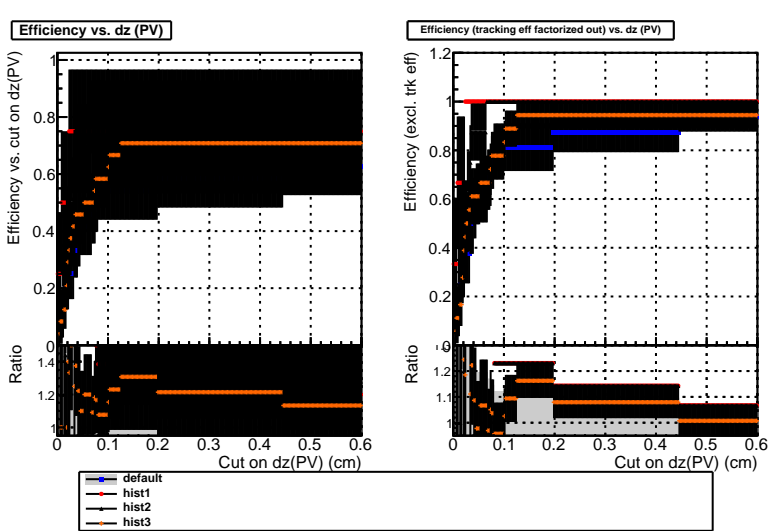 Efficiency vs. dz (PV)
Efficiency vs. cut on dz(PV)
1
0.8
0.6
0.4
0.2
0
Ratio
1.4
1.2
1
0 0.1 0.2 0.3 0.4 0.5 0.6
Cut on dz(PV) (cm)
Efficiency (tracking eff factorized out) vs. dz (PV)
Efficiency (excl. trk eff)
1.2
1
0.8
0.6
0.4
0.2
0
Ratio
1.2
1.1
1
0 0.1 0.2 0.3 0.4 0.5 0.6
Cut on dz(PV) (cm)
default
hist1
hist2
hist3